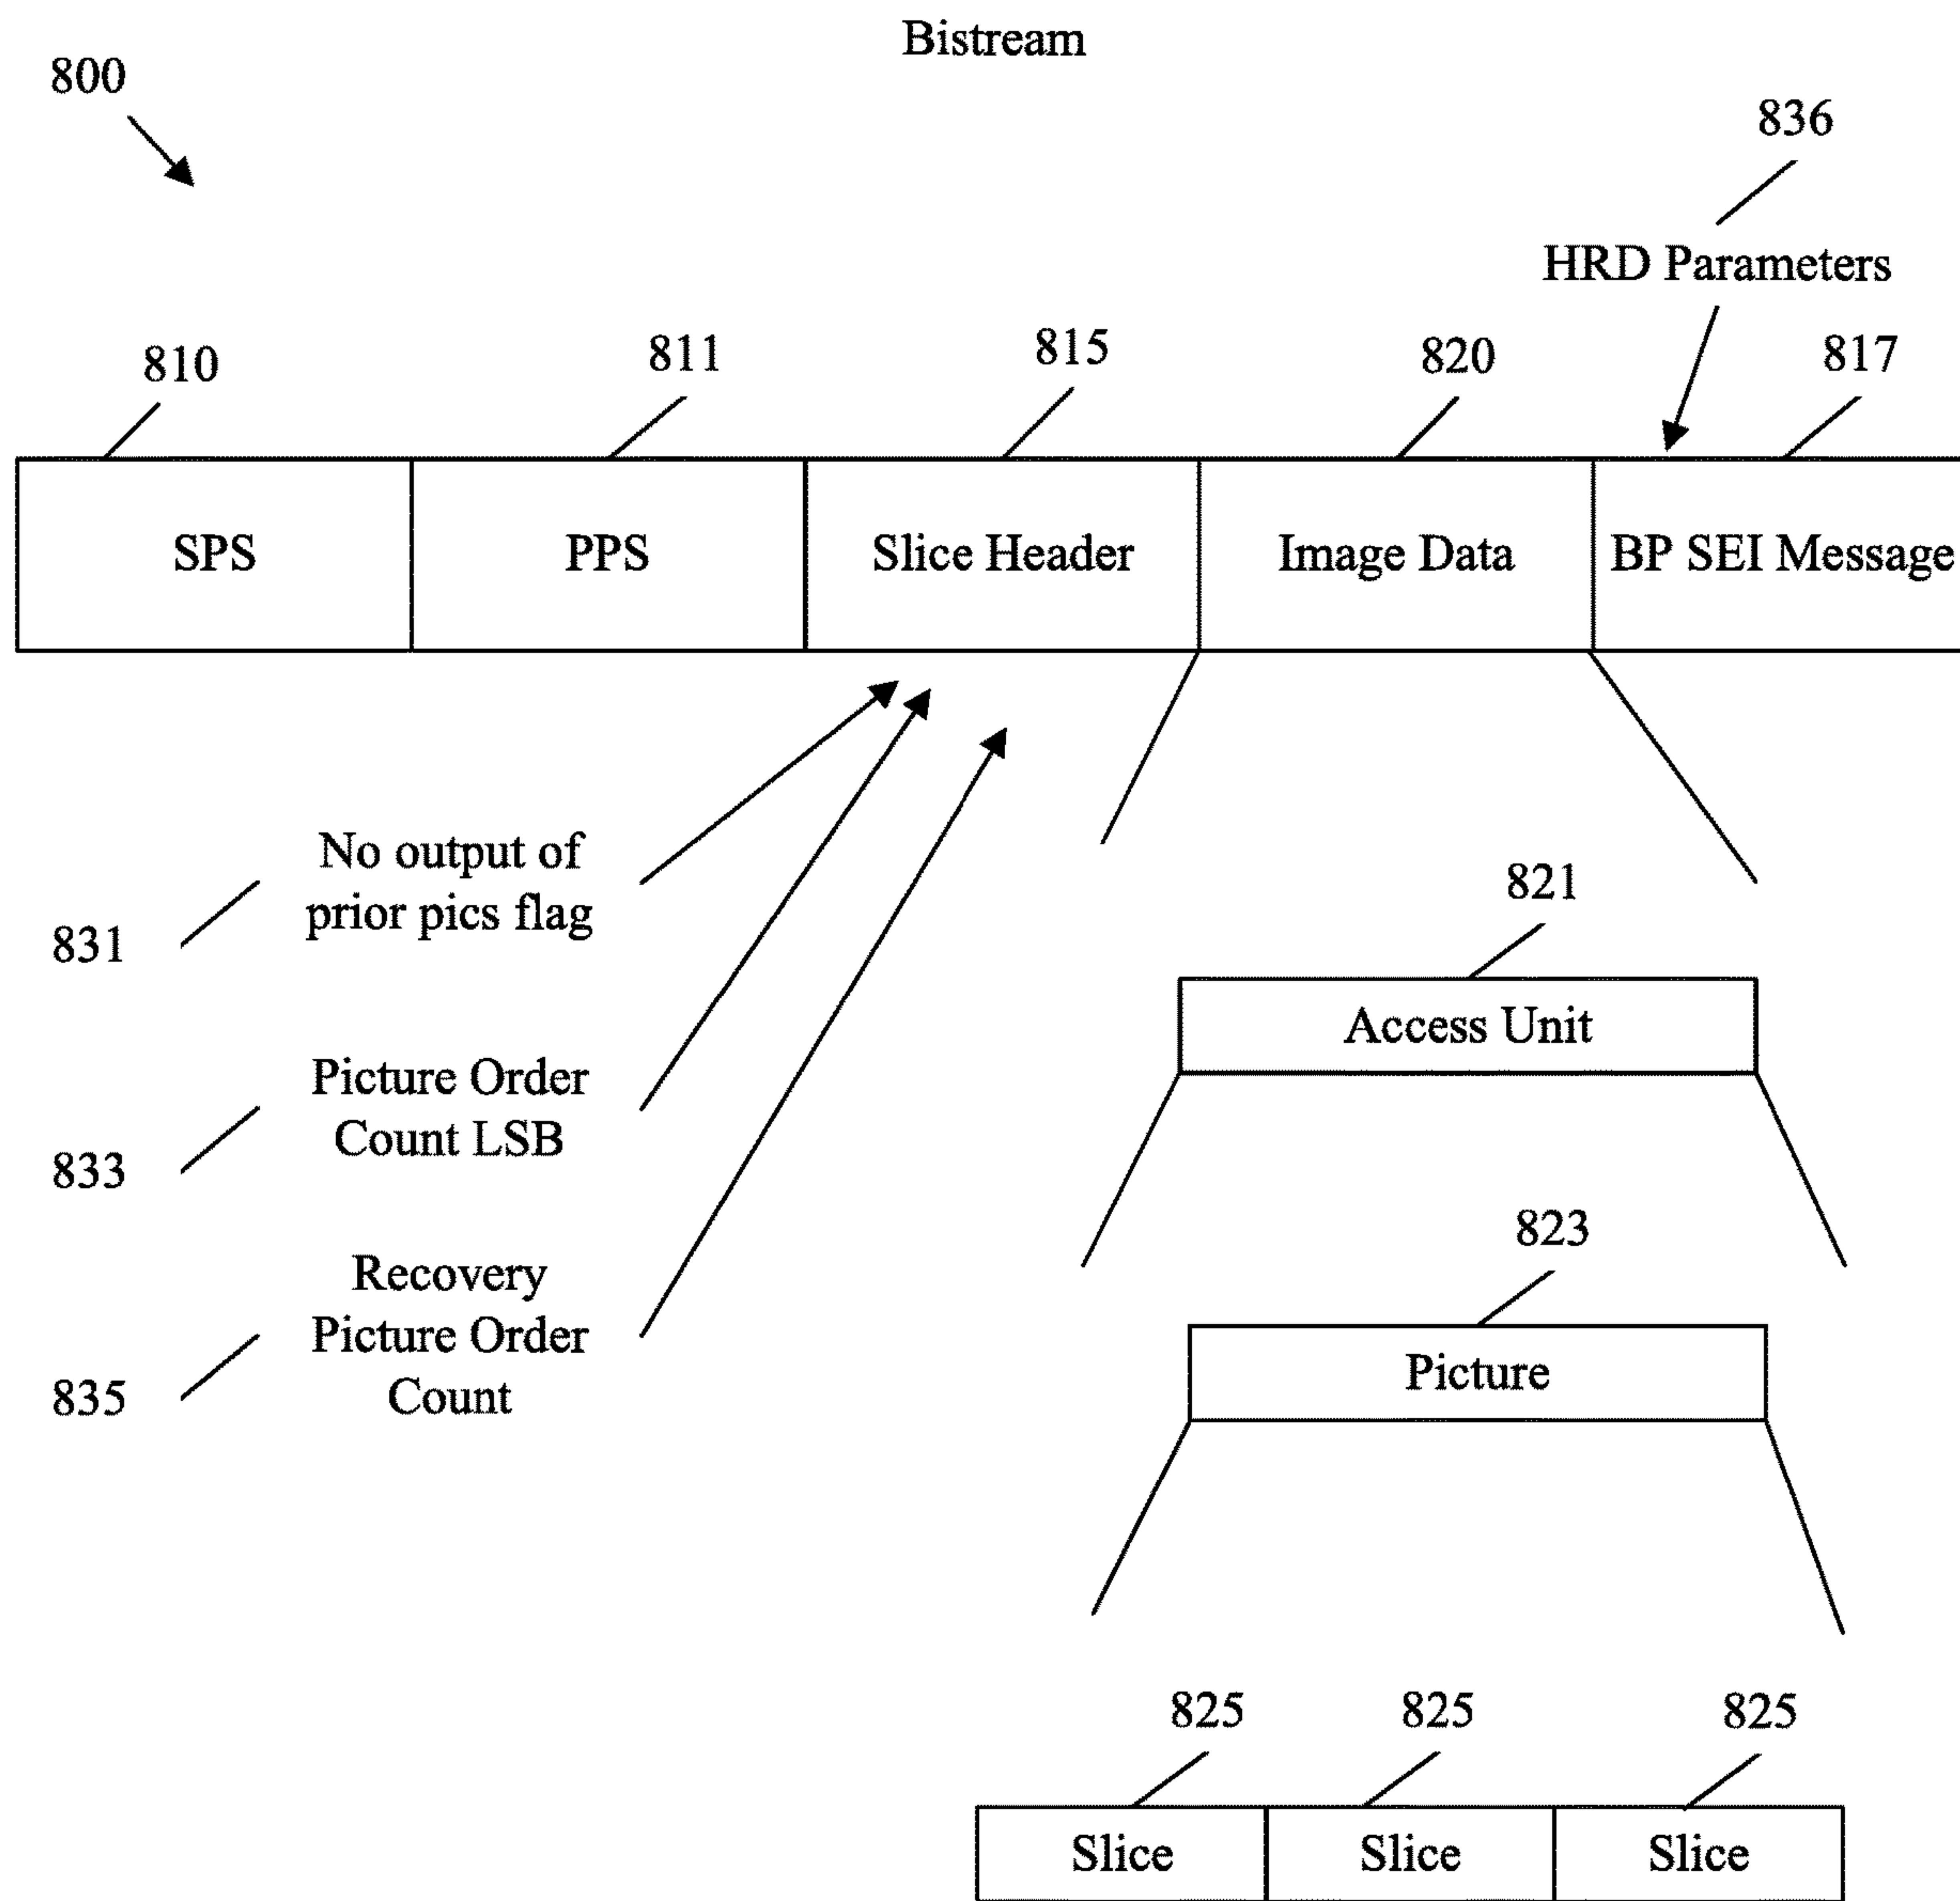 Bistream
800
836
HRD Parameters
810
811
815
820
817
SPS
PPS
Slice Header
Image Data
BP SEI Message
831
No output of
prior pics flag
833
Picture Order
Count LSB
835
Recovery
Picture Order
Count
821
Access Unit
823
Picture
825
825
825
Slice
Slice
Slice